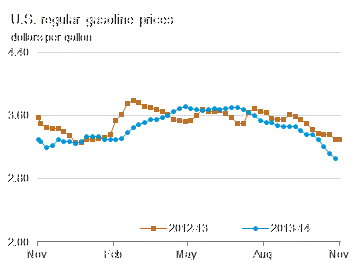 U.S. regular gasoline prices
dollars per gallon
4.40
3.60
2.80
2.00
Nov Feb May Aug Nov
2012-13 2013-14